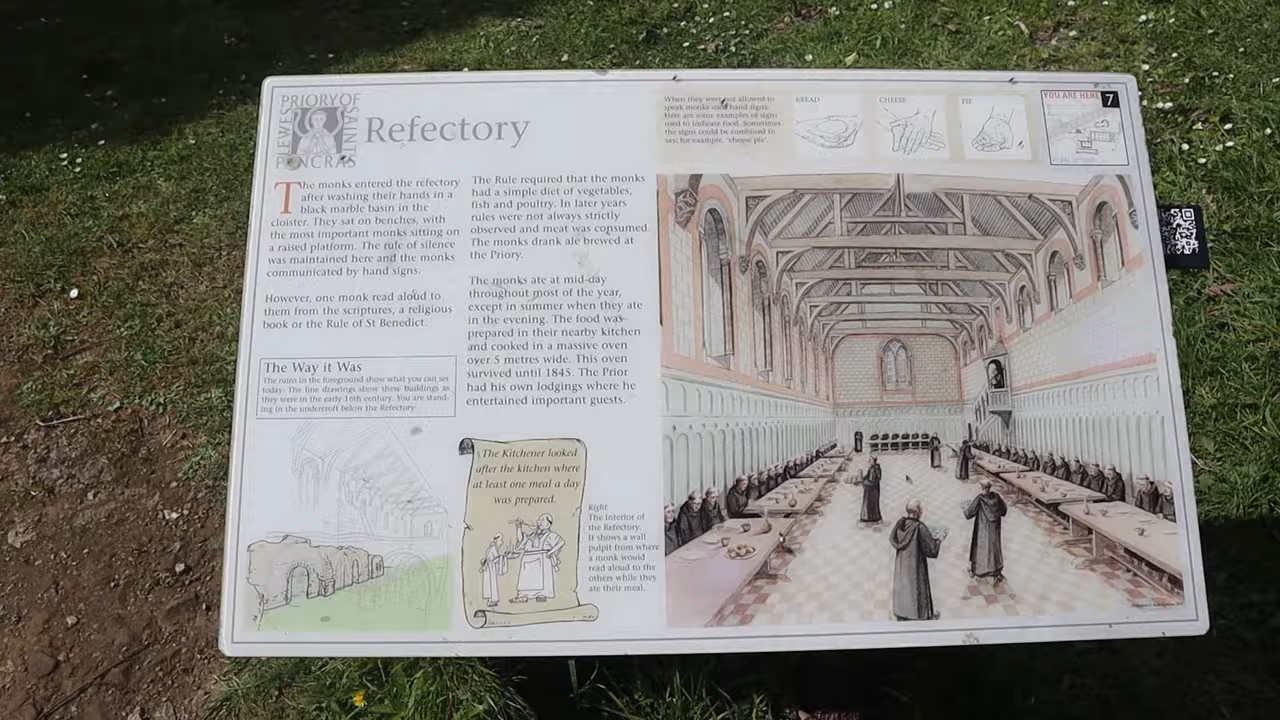 PRIORY OF
SAINT
PANCRAS
LEWES
Refectory
The monks entered the refectory
after washing their hands in a
black marble basin in the
cloister. They sat on benches, with
the most important monks sitting on
a raised platform. The rule of silence
was maintained here and the monks
communicated by hand signs.
However, one monk read aloud to
them from the scriptures, a religious
book or the Rule of St Benedict.
The Way it Was
The ruins in the foreground show what you can see
today. The line drawings show these buildings as
they were in the early 16th century. You are stand-
ing in the undercroft below the Refectory
The Rule required that the monks
had a simple diet of vegetables,
fish and poultry. In later years
rules were not always strictly
observed and meat was consumed.
The monks drank ale brewed at
the Priory.
The monks ate at mid-day
throughout most of the year,
except in summer when they ate
in the evening. The food was
prepared in their nearby kitchen
and cooked in a massive oven
over 5 metres wide. This oven
survived until 1845. The Prior
had his own lodgings where he
entertained important guests.
The Kitchener looked
after the kitchen where
at least one meal a day
was prepared.
Right:
The Interior of
the Refectory.
It shows a wall
pulpit from where
a monk would
read aloud to the
others while they
ate their meal.
When they were not allowed to
speak monks used hand signs.
Here are some examples of signs
used to indicate food. Sometimes
the signs could be combined to
say, for example, 'cheese pie'.
BREAD
CHEESE
PIE
YOU ARE HERE
7